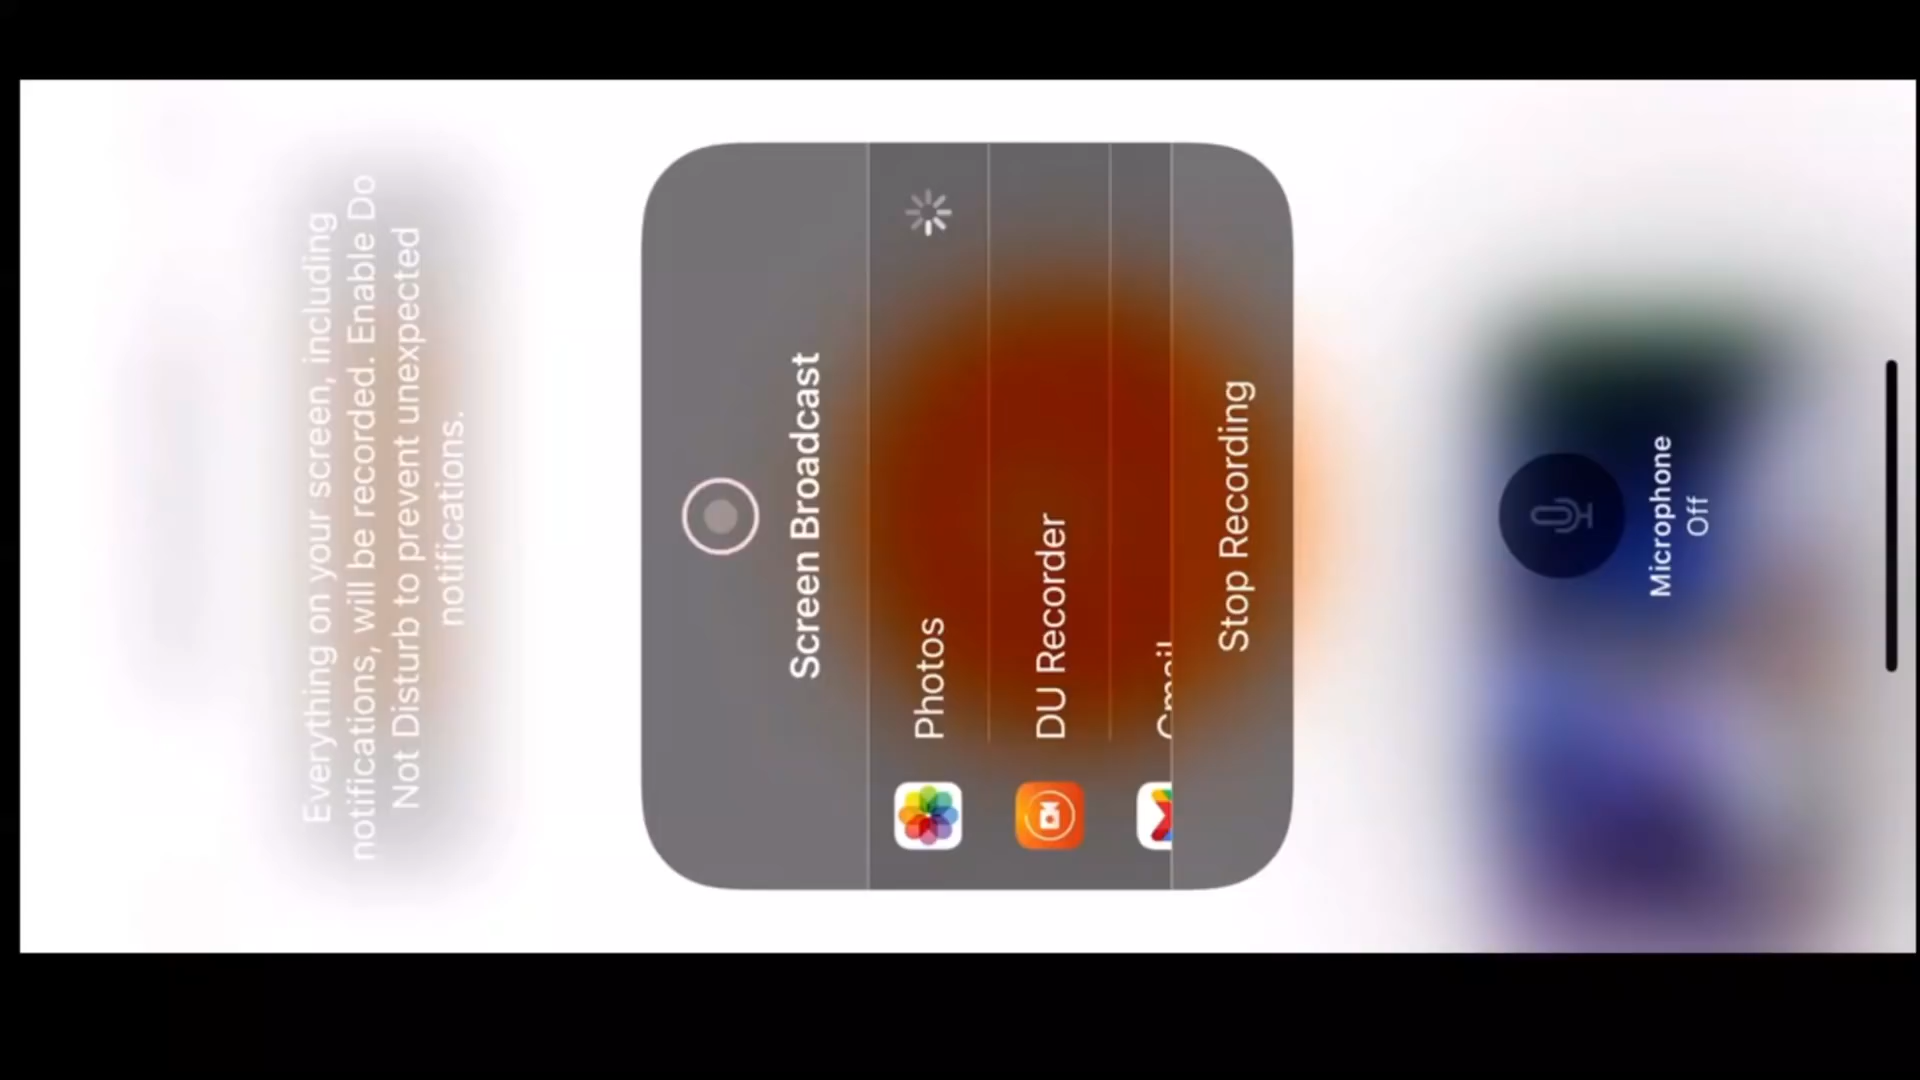 Everything on your screen, including
notifications, will be recorded. Enable Do
Not Disturb to prevent unexpected
notifications.
Screen Broadcast
Photos
DU Recorder
Gmail
Stop Recording
Microphone
Off